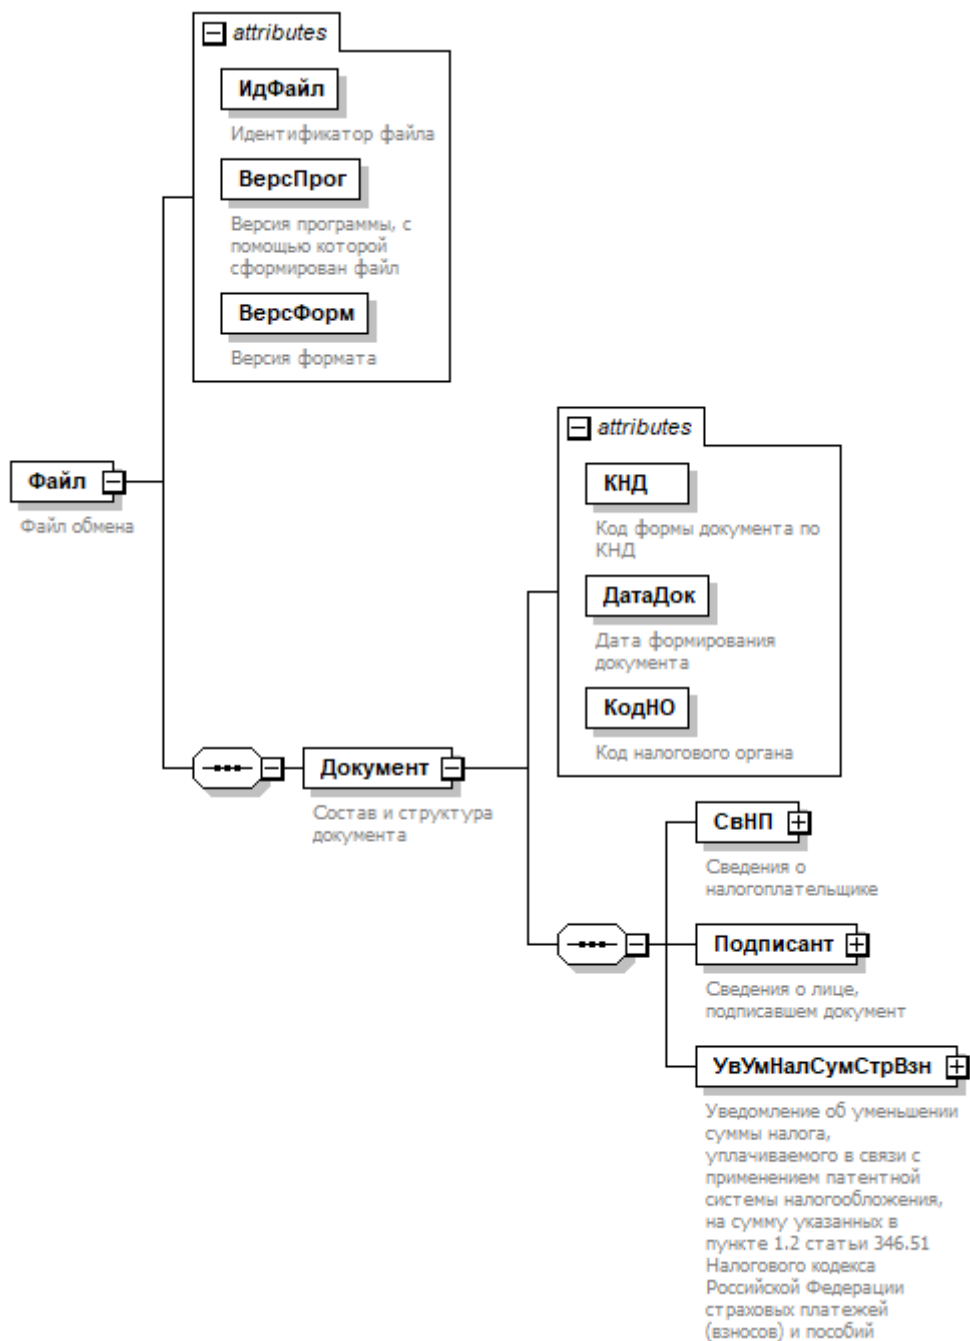 attributes
ИдФайл
Идентификатор файла
ВерсПрог
Версия программы, с
помощью которой
сформирован файл
ВерсФорм
Версия формата
Файл
Файл обмена
attributes
КНД
Код формы документа по
КНД
ДатаДок
Дата формирования
документа
КодНО
Код налогового органа
Документ
Состав и структура
документа
СвНП
Сведения о
налогоплательщике
Подписант
Сведения о лице,
подписавшем документ
УвУмНалСумСтрВзн
Уведомление об уменьшении
суммы налога,
уплачиваемого в связи с
применением патентной
системы налогообложения,
на сумму указанных в
пункте 1.2 статьи 346.51
Налогового кодекса
Российской Федерации
страховых платежей
(взносов) и пособий